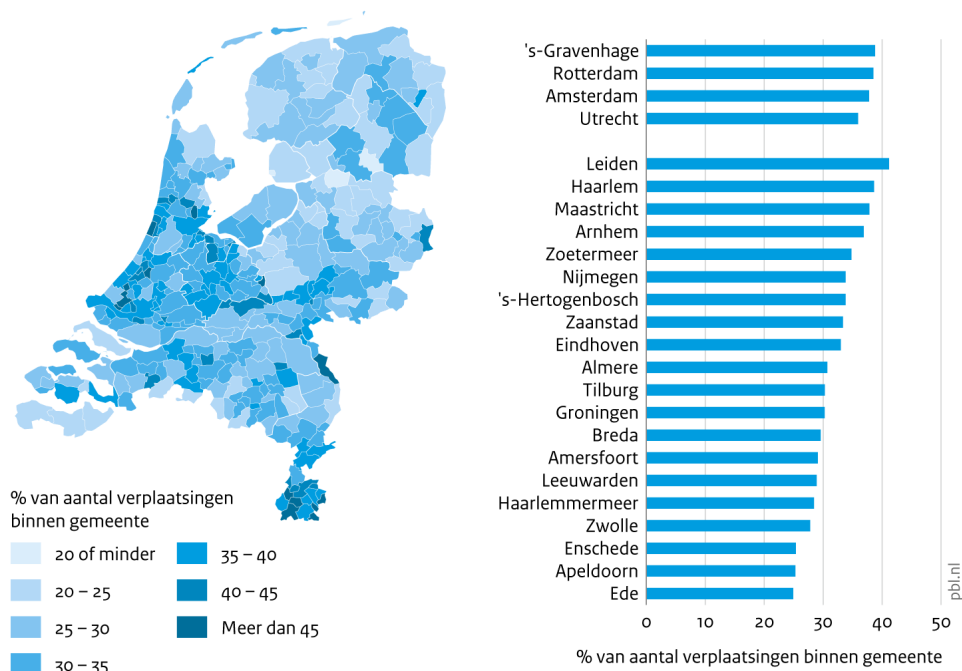 % van aantal verplaatsingen
binnen gemeente
20 of minder
20 – 25
25 – 30
30 – 35
35 – 40
40 – 45
Meer dan 45
's-Gravenhage
Rotterdam
Amsterdam
Utrecht
Leiden
Haarlem
Maastricht
Arnhem
Zoetermeer
Nijmegen
's-Hertogenbosch
Zaanstad
Eindhoven
Almere
Tilburg
Groningen
Breda
Amersfoort
Leeuwarden
Haarlemmermeer
Zwolle
Enschede
Apeldoorn
Ede
0 10 20 30 40 50
% van aantal verplaatsingen binnen gemeente
pbl.nl